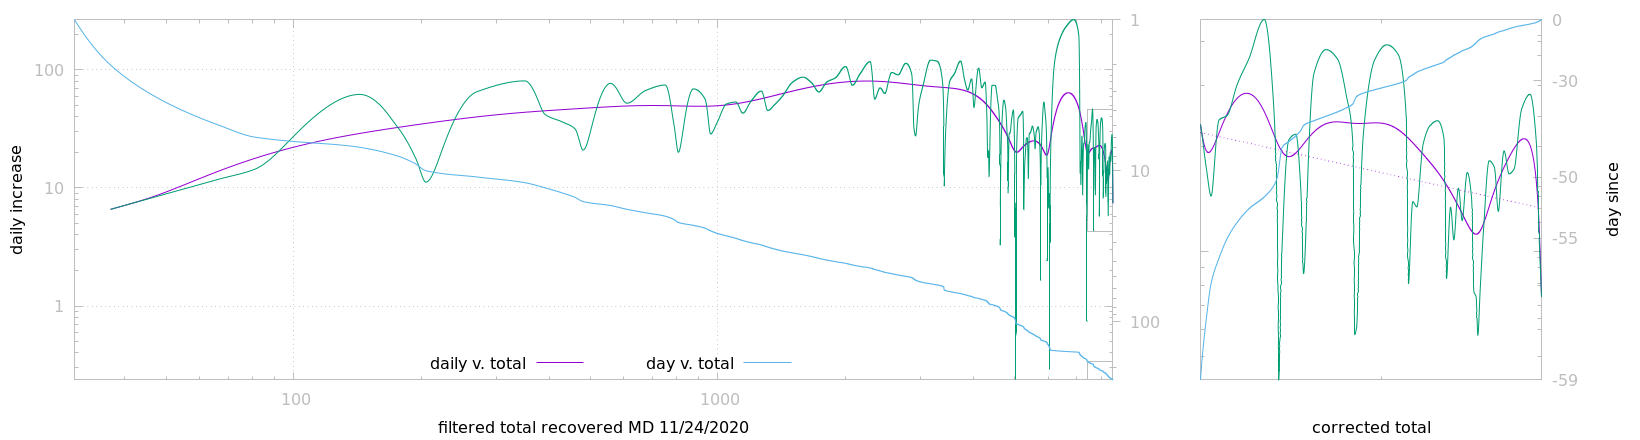 daily increase
100
10
1
100
1000
daily v. total
day v. total
filtered total recovered MD 11/24/2020
1
10
100
0
-30
-50
-55
-59
day since
corrected total